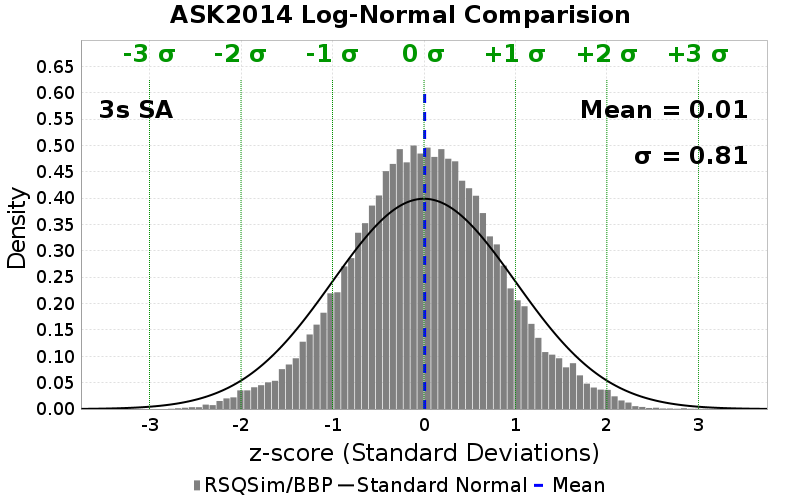 ASK2014 Log-Normal Comparision
-3 σ -2 σ -1 σ 0 σ +1 σ +2 σ +3 σ
3s SA
Mean = 0.01
σ = 0.81
Density
0.65
0.60
0.55
0.50
0.45
0.40
0.35
0.30
0.25
0.20
0.15
0.10
0.05
0.00
-3 -2 -1 0 1 2 3
z-score (Standard Deviations)
RSQSim/BBP Standard Normal Mean